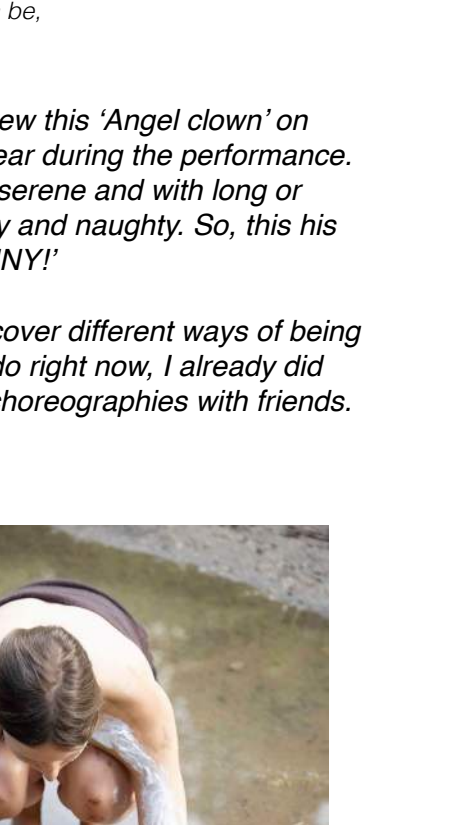 be,
ew this ‘Angel clown’ on
ear during the performance.
serene and with long or
y and naughty. So, this his
NY!’
cover different ways of being
do right now, I already did
choreographies with friends.